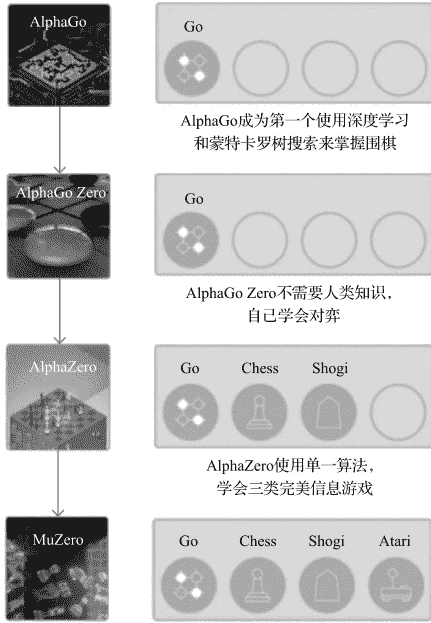 AlphaGo
Go
AlphaGo成为第一个使用深度学习
和蒙特卡罗树搜索来掌握围棋
AlphaGo Zero
Go
AlphaGo Zero不需要人类知识，
自己学会对弈
AlphaZero
Go Chess Shogi
AlphaZero使用单一算法，
学会三类完美信息游戏
MuZero
Go Chess Shogi Atari